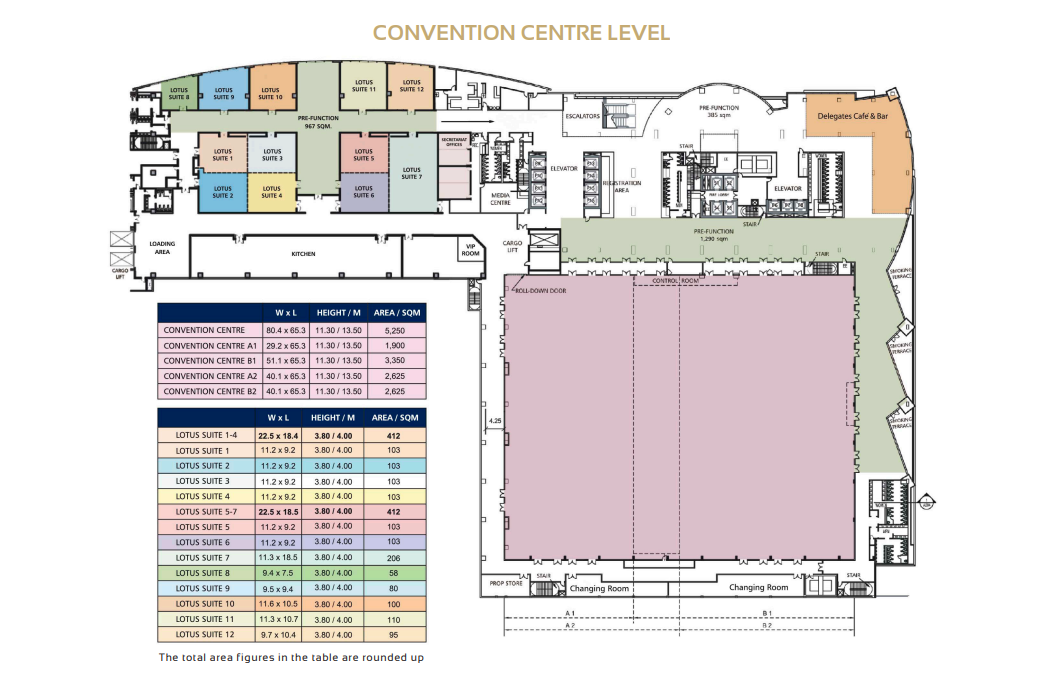 CONVENTION CENTRE LEVEL
LOTUS
SUITE 8
LOTUS
SUITE 9
LOTUS
SUITE 10
LOTUS
SUITE 11
LOTUS
SUITE 12
PRE-FUNCTION
967 SQM.
ESCALATORS
PRE-FUNCTION
385 sqm
Delegates Café & Bar
LOTUS
SUITE 1
LOTUS
SUITE 3
LOTUS
SUITE 5
LOTUS
SUITE 7
SECRETARIAT
OFFICES
LOTUS
SUITE 2
LOTUS
SUITE 4
LOTUS
SUITE 6
MEDIA
CENTRE
ELEVATOR
REGISTRATION
AREA
STAIR
ELEVATOR
STAIR
PRE-FUNCTION
1,290 sqm
STAIR
LOADING
AREA
CARGO
LIFT
KITCHEN
VIP
ROOM
CARGO
LIFT
ROLL-DOWN DOOR
CONTROL ROOM
SMOKING
TERRACE
SMOKING
TERRACE
SMOKING
TERRACE
W x L HEIGHT / M AREA / SQM
CONVENTION CENTRE 80.4 x 65.3 11.30 / 13.50 5,250
CONVENTION CENTRE A1 29.2 x 65.3 11.30 / 13.50 1,900
CONVENTION CENTRE B1 51.1 x 65.3 11.30 / 13.50 3,350
CONVENTION CENTRE A2 40.1 x 65.3 11.30 / 13.50 2,625
CONVENTION CENTRE B2 40.1 x 65.3 11.30 / 13.50 2,625
W x L HEIGHT / M AREA / SQM
LOTUS SUITE 1-4 22.5 x 18.4 3.80 / 4.00 412
LOTUS SUITE 1 11.2 x 9.2 3.80 / 4.00 103
LOTUS SUITE 2 11.2 x 9.2 3.80 / 4.00 103
LOTUS SUITE 3 11.2 x 9.2 3.80 / 4.00 103
LOTUS SUITE 4 11.2 x 9.2 3.80 / 4.00 103
LOTUS SUITE 5-7 22.5 x 18.5 3.80 / 4.00 412
LOTUS SUITE 5 11.2 x 9.2 3.80 / 4.00 103
LOTUS SUITE 6 11.2 x 9.2 3.80 / 4.00 103
LOTUS SUITE 7 11.3 x 18.5 3.80 / 4.00 206
LOTUS SUITE 8 9.4 x 7.5 3.80 / 4.00 58
LOTUS SUITE 9 9.5 x 9.4 3.80 / 4.00 80
LOTUS SUITE 10 11.6 x 10.5 3.80 / 4.00 100
LOTUS SUITE 11 11.3 x 10.7 3.80 / 4.00 110
LOTUS SUITE 12 9.7 x 10.4 3.80 / 4.00 95
The total area figures in the table are rounded up
4.25
PROP STORE
STAIR
Changing Room
Changing Room
STAIR
A 1
B 1
A 2
B 2